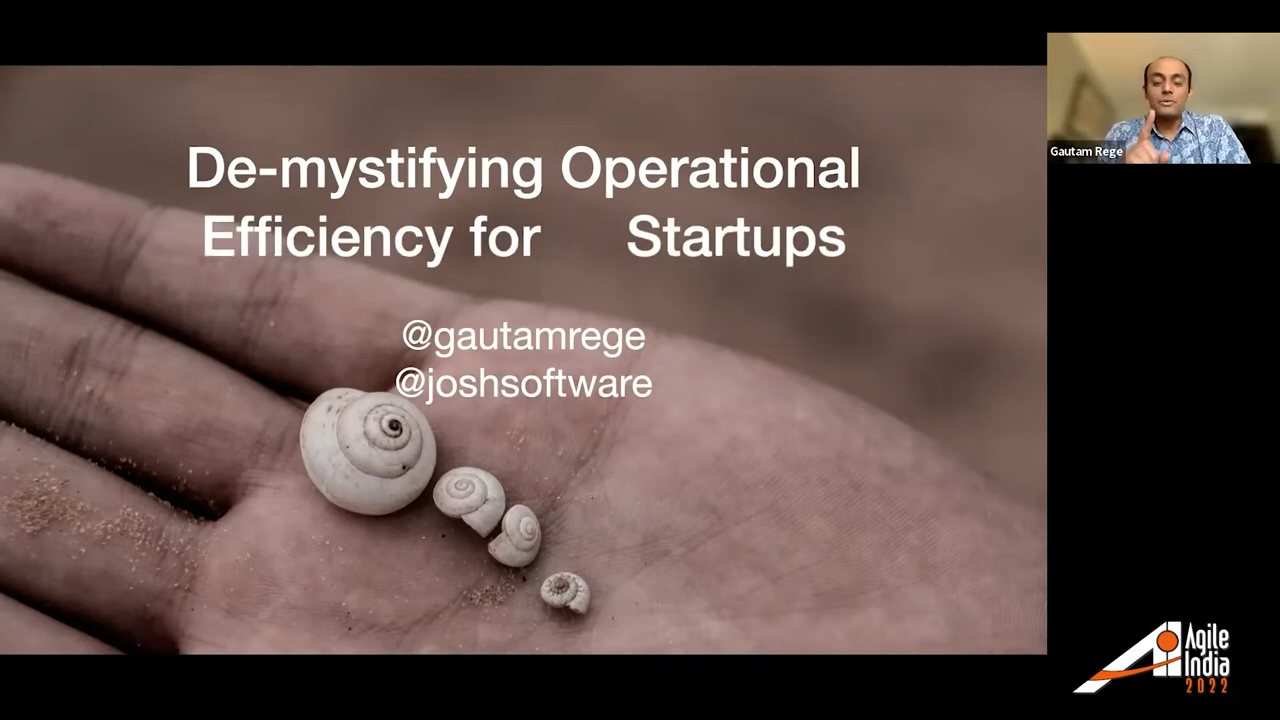 De-mystifying Operational
Efficiency for Startups
@gautamrege
@joshsoftware
Gautam Rege
Agile
India
2022